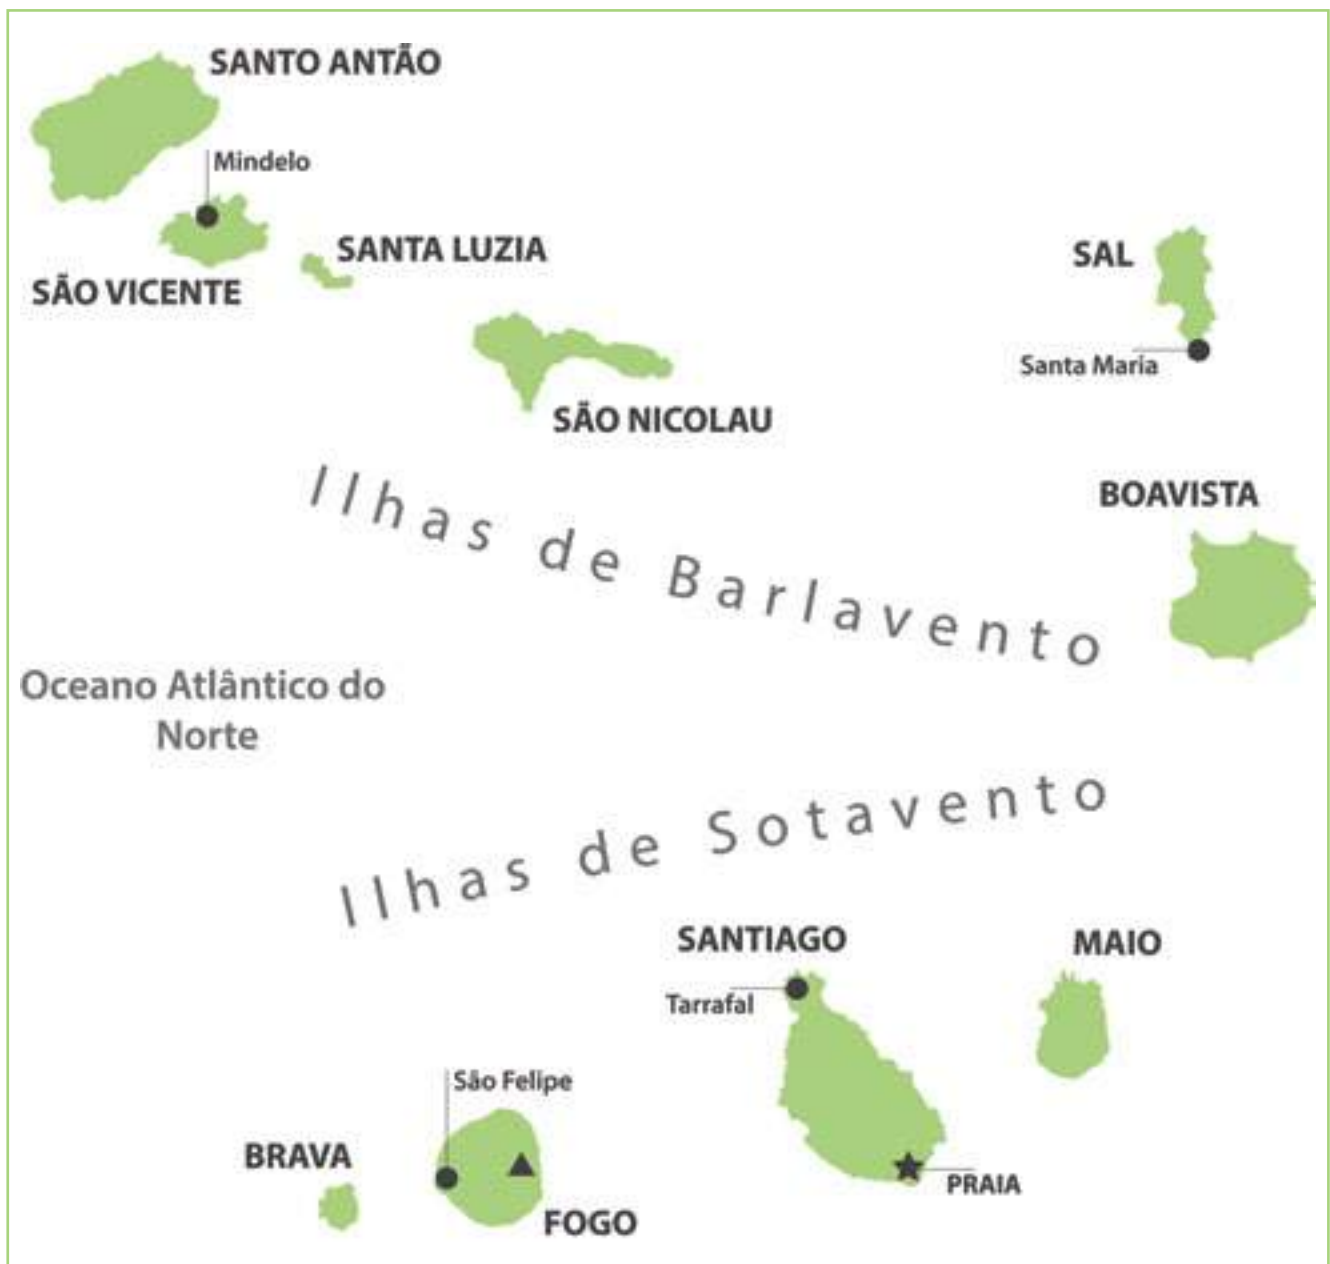 SANTO ANTÃO
Mindelo
SANTA LUZIA
SAL
SÃO VICENTE
Santa Maria
SÃO NICOLAU
Ilhas de Barlavento
BOAVISTA
Oceano Atlântico do
Norte
Ilhas de Sotavento
SANTIAGO
MAIO
Tarrafal
São Felipe
BRAVA
PRAIA
FOGO